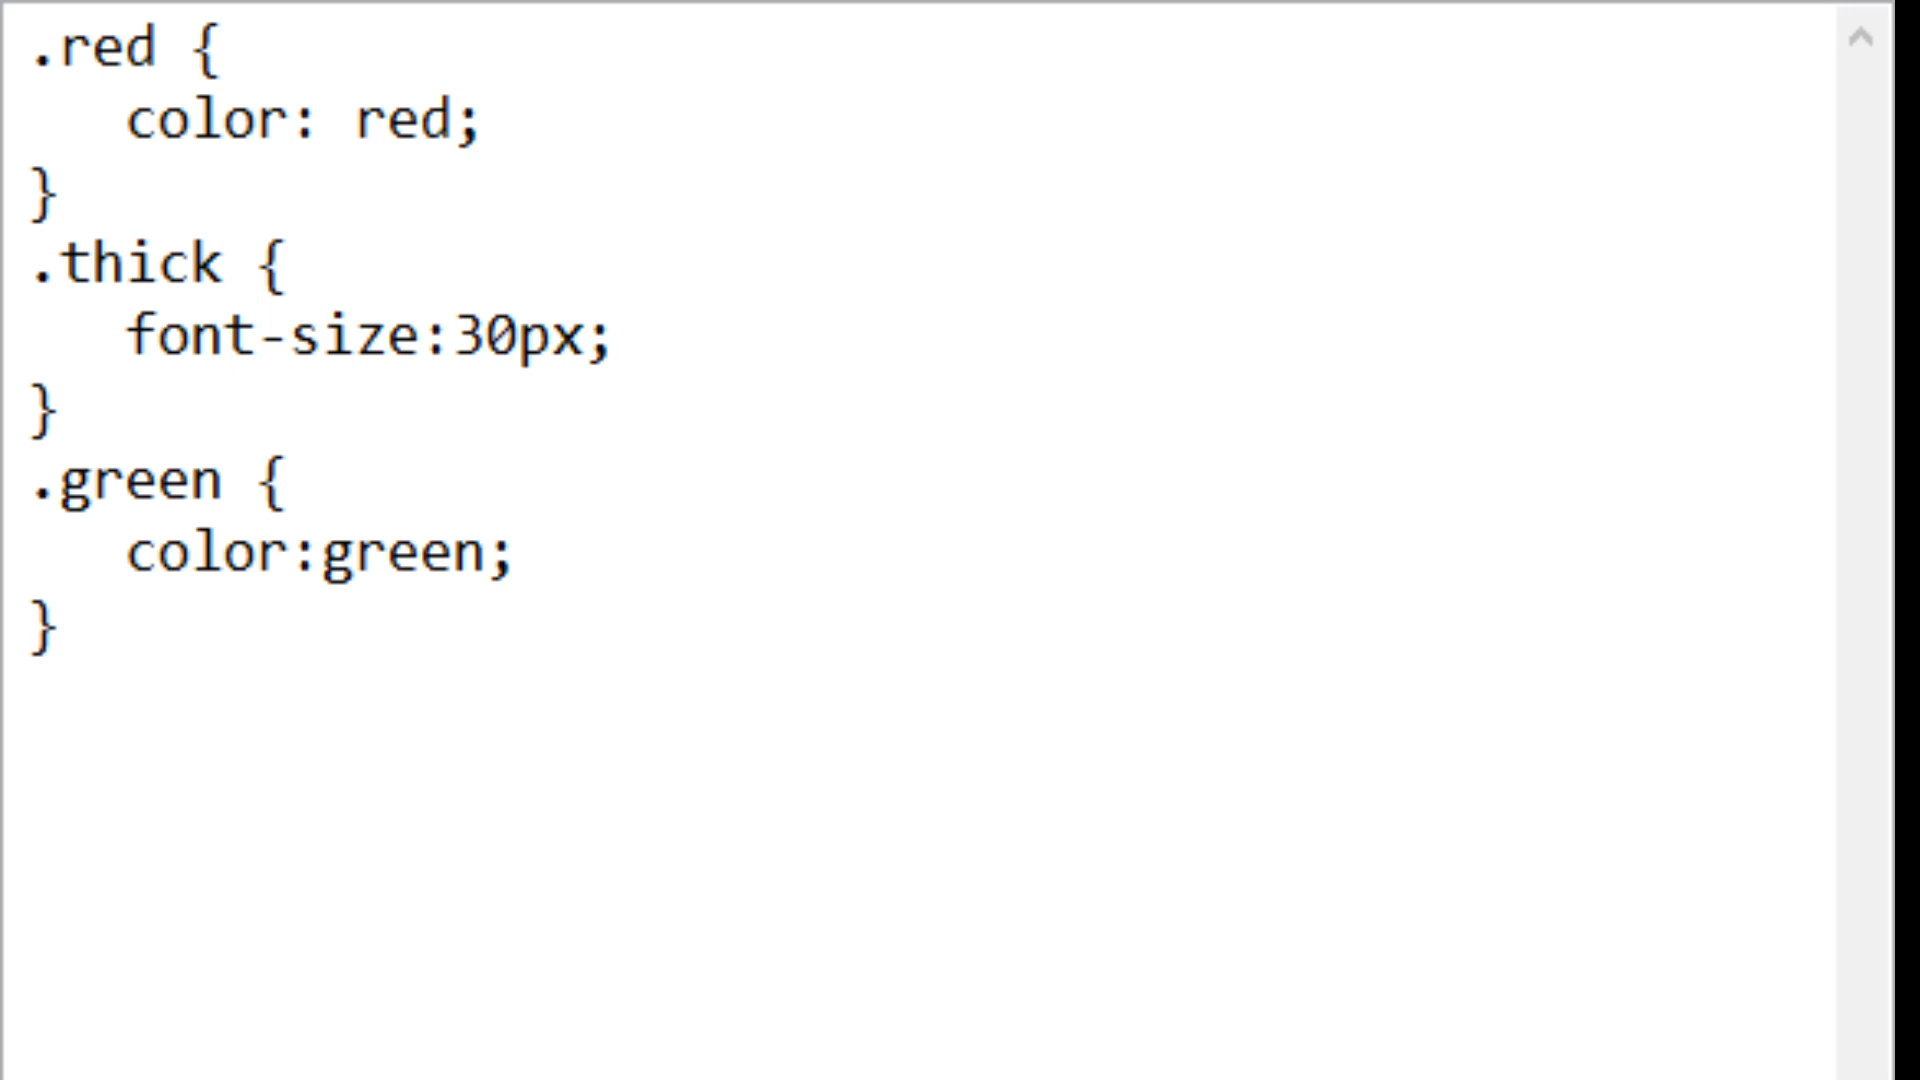 .red {
   color: red;
}
.thick {
   font-size:30px;
}
.green {
   color:green;
}